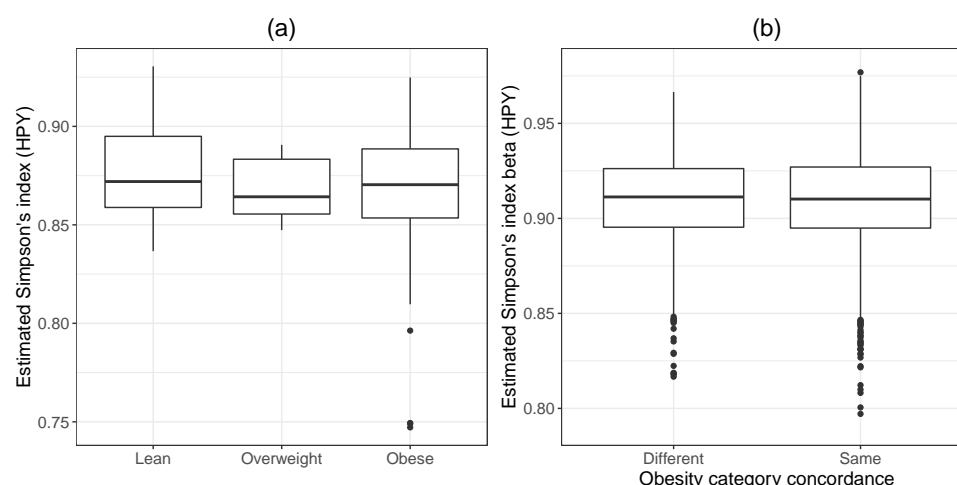 (a)
Estimated Simpson's index (HPY)
0.90
0.85
0.80
0.75
Lean Overweight Obese
(b)
Estimated Simpson's index beta (HPY)
0.95
0.90
0.85
0.80
Different Same
Obesity category concordance